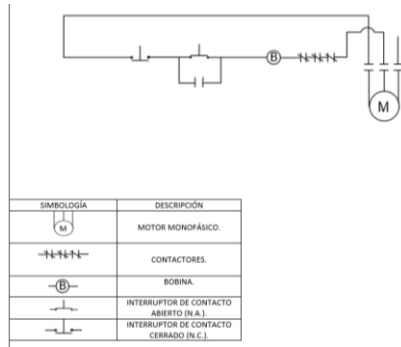 B
M
SIMBOLOGÍA DESCRIPCIÓN
M MOTOR MONOFÁSICO.
CONTACTORES.
B BOBINA.
INTERRUPTOR DE CONTACTO
ABIERTO (N.A.).
INTERRUPTOR DE CONTACTO
CERRADO (N.C.).